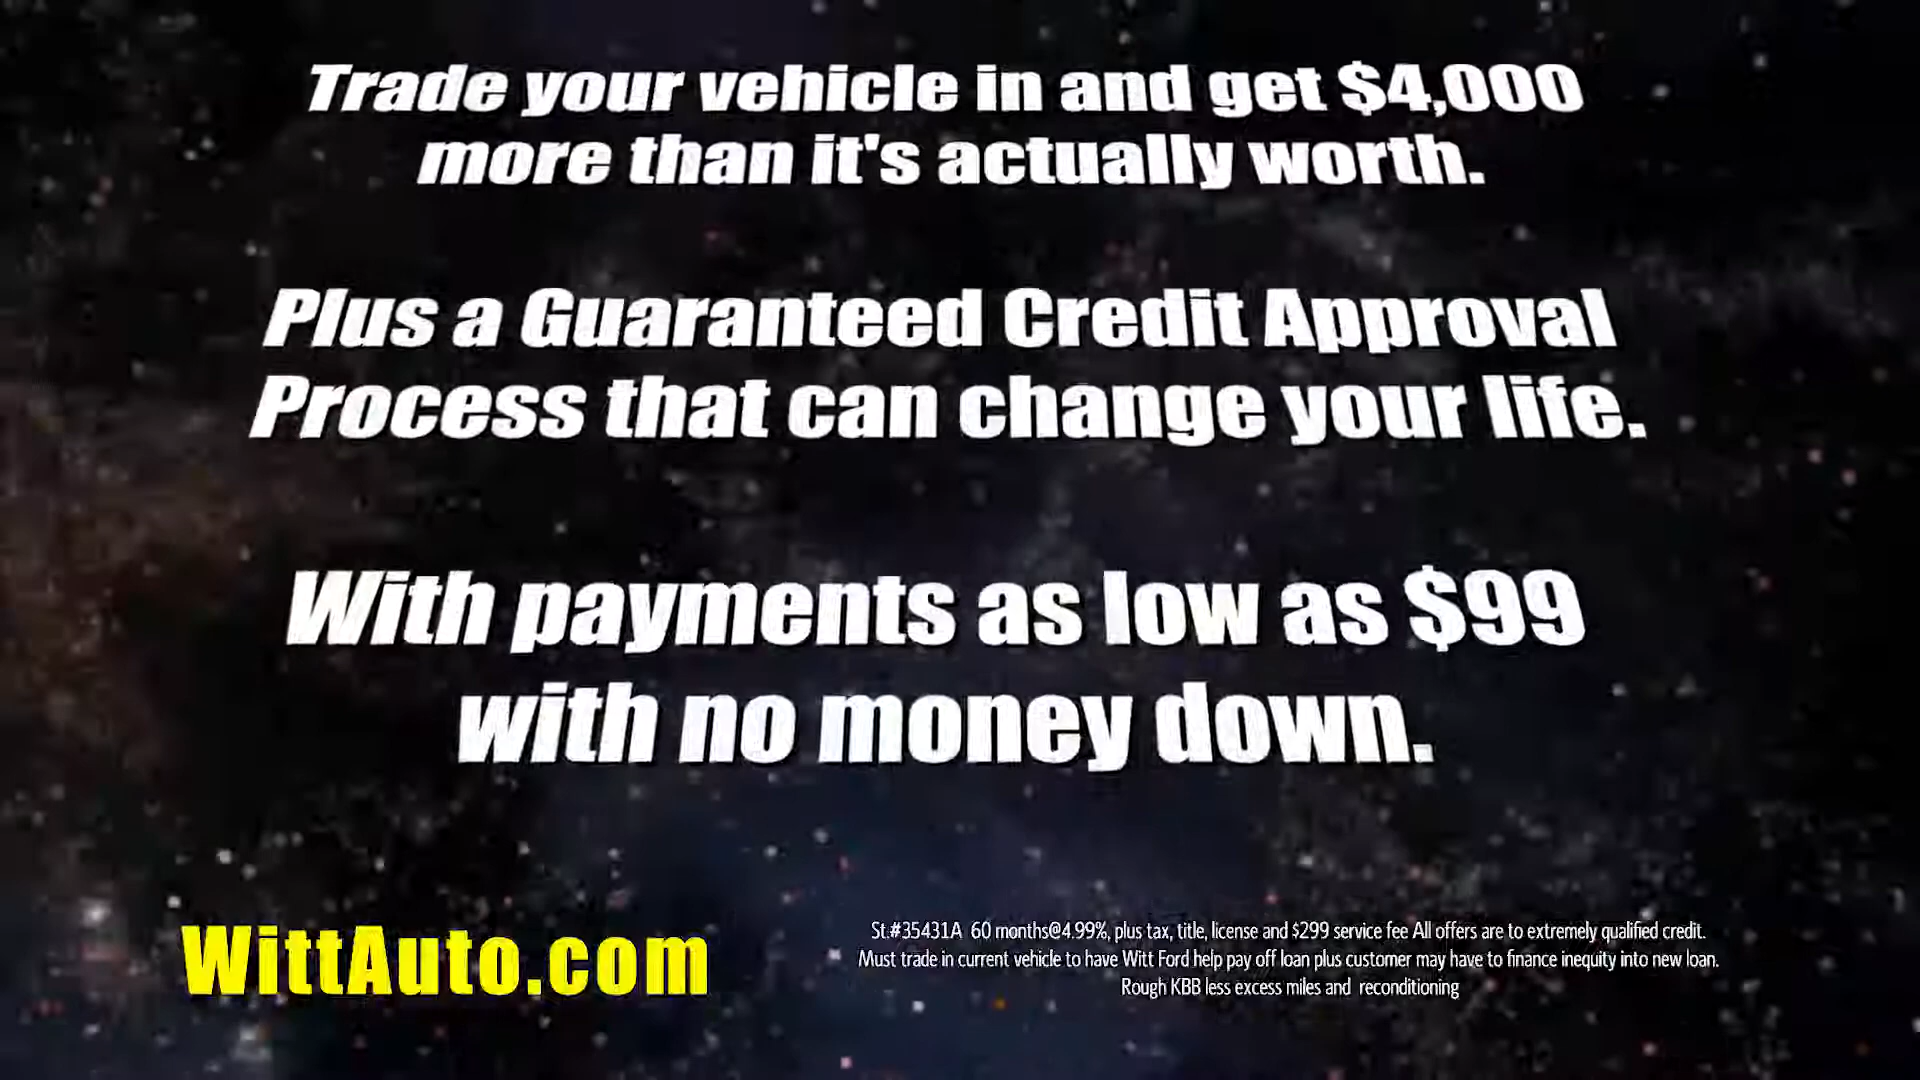 Trade your vehicle in and get $4,000
more than it's actually worth.
Plus a Guaranteed Credit Approval
Process that can change your life.
With payments as low as $99
with no money down.
WittAuto.com
St.#35431A 60 months@4.99%, plus tax, title, license and $299 service fee All offers are to extremely qualified credit.
Must trade in current vehicle to have Witt Ford help pay off loan plus customer may have to finance inequity into new loan.
Rough KBB less excess miles and reconditioning